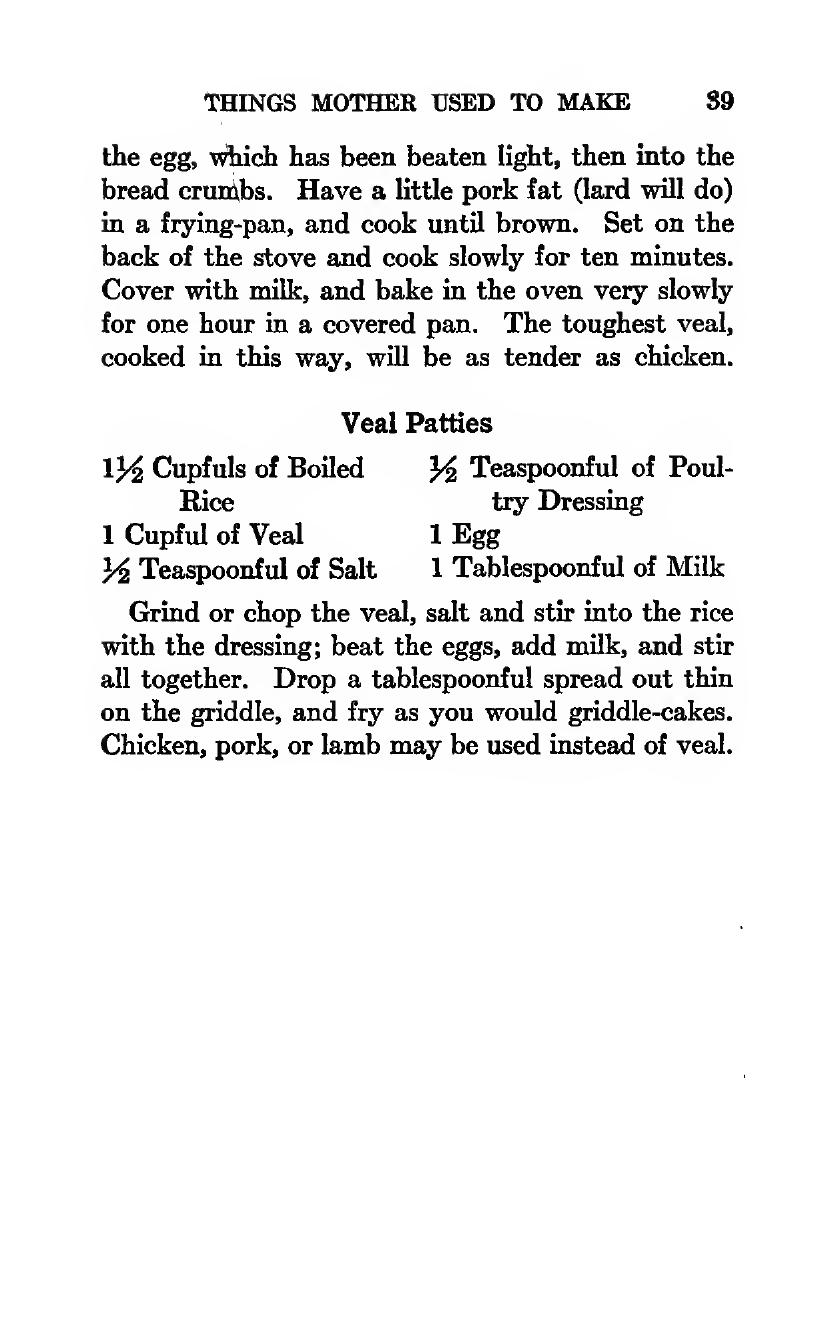 THINGS MOTHER USED TO MAKE 39
the egg, which has been beaten light, then into the
bread crumbs. Have a little pork fat (lard will do)
in a frying-pan, and cook until brown. Set on the
back of the stove and cook slowly for ten minutes.
Cover with milk, and bake in the oven very slowly
for one hour in a covered pan. The toughest veal,
cooked in this way, will be as tender as chicken.
Veal Patties
1½ Cupfuls of Boiled
Rice
1 Cupful of Veal
½ Teaspoonful of Salt
½ Teaspoonful of Poul-
try Dressing
1 Egg
1 Tablespoonful of Milk
Grind or chop the veal, salt and stir into the rice
with the dressing; beat the eggs, add milk, and stir
all together. Drop a tablespoonful spread out thin
on the griddle, and fry as you would griddle-cakes.
Chicken, pork, or lamb may be used instead of veal.